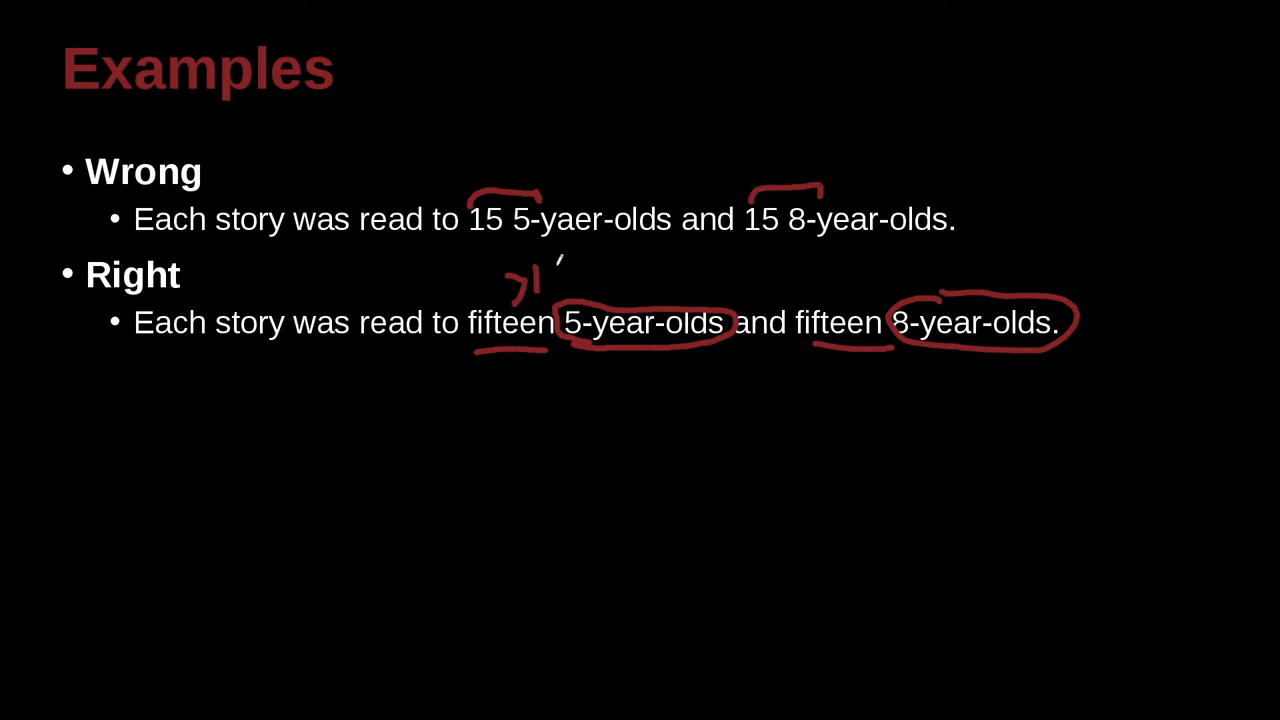 Examples
• Wrong
• Each story was read to 15 5-yaer-olds and 15 8-year-olds.
• Right
• Each story was read to fifteen 5-year-olds and fifteen 8-year-olds.